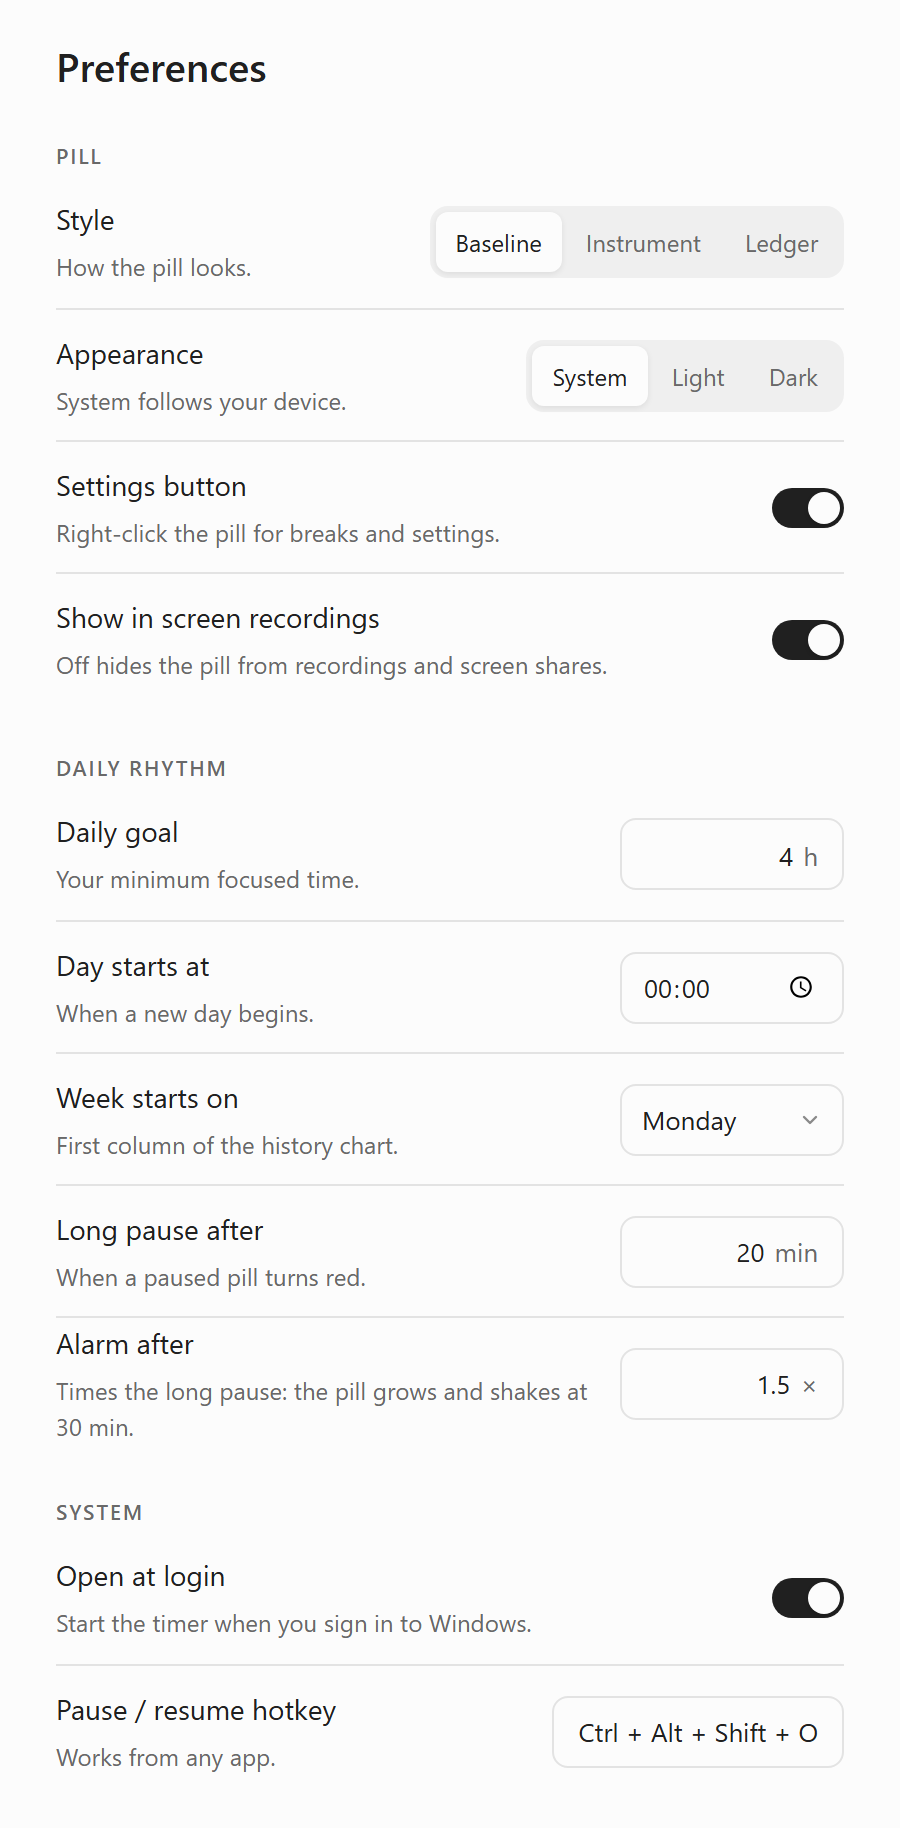 Preferences
PILL
Style
Baseline Instrument Ledger
How the pill looks.
Appearance
System Light Dark
System follows your device.
Settings button
Right-click the pill for breaks and settings.
Show in screen recordings
Off hides the pill from recordings and screen shares.
DAILY RHYTHM
Daily goal
4 h
Your minimum focused time.
Day starts at
00:00
When a new day begins.
Week starts on
Monday
First column of the history chart.
Long pause after
20 min
When a paused pill turns red.
Alarm after
1.5 ×
Times the long pause: the pill grows and shakes at
30 min.
SYSTEM
Open at login
Start the timer when you sign in to Windows.
Pause / resume hotkey
Ctrl + Alt + Shift + O
Works from any app.